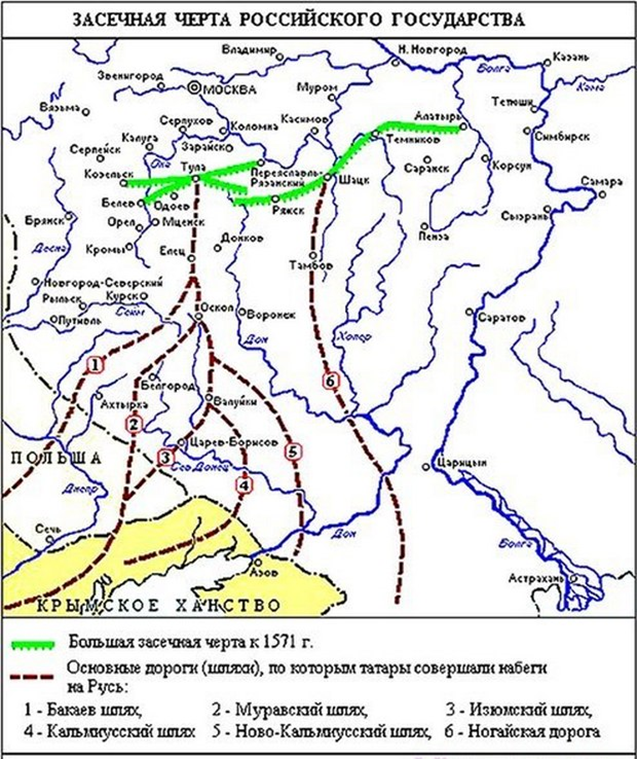 ЗАСЕЧНАЯ ЧЕРТА РОССИЙСКОГО ГОСУДАРСТВА
Владимир
Н. Новгород
Казань
Волга
Кама
Звенигород
МОСКВА
Муром
Тетюши
Вязьма
Серпухов
Коломна
Касимов
Алатырь
Симбирск
Калуга
Зарайск
Темников
Серпейск
Ока
Тула
Переяславль-
Рязанский
Шацк
Саранск
Корсун
Козельск
Самара
Белев
Одоев
Ряжск
Сызрань
Брянск
Орел
Мценск
Пенза
Десна
Кромы
Елец
Донков
Тамбов
Новгород-Северский
Рыльск
Курск
Сейм
Оскол
Воронеж
Саратов
Путивль
Дон
Хопер
1
Белгород
6
Ахтырка
Валуйки
2
Царев-Борисов
5
ПОЛЬША
3
Сев.Донец
Царицын
4
Днепр
Сечь
Дон
Волга
Азов
Астрахань
КРЫМСКОЕ ХАНСТВО
Большая засечная черта к 1571 г.
Основные дороги (шляхи), по которым татары совершали набеги
на Русь:
1 - Бакаев шлях, 2 - Муравский шлях, 3 - Изюмский шлях,
4 - Кальмиусский шлях 5 - Ново-Кальмиусский шлях, 6 - Ногайская дорога